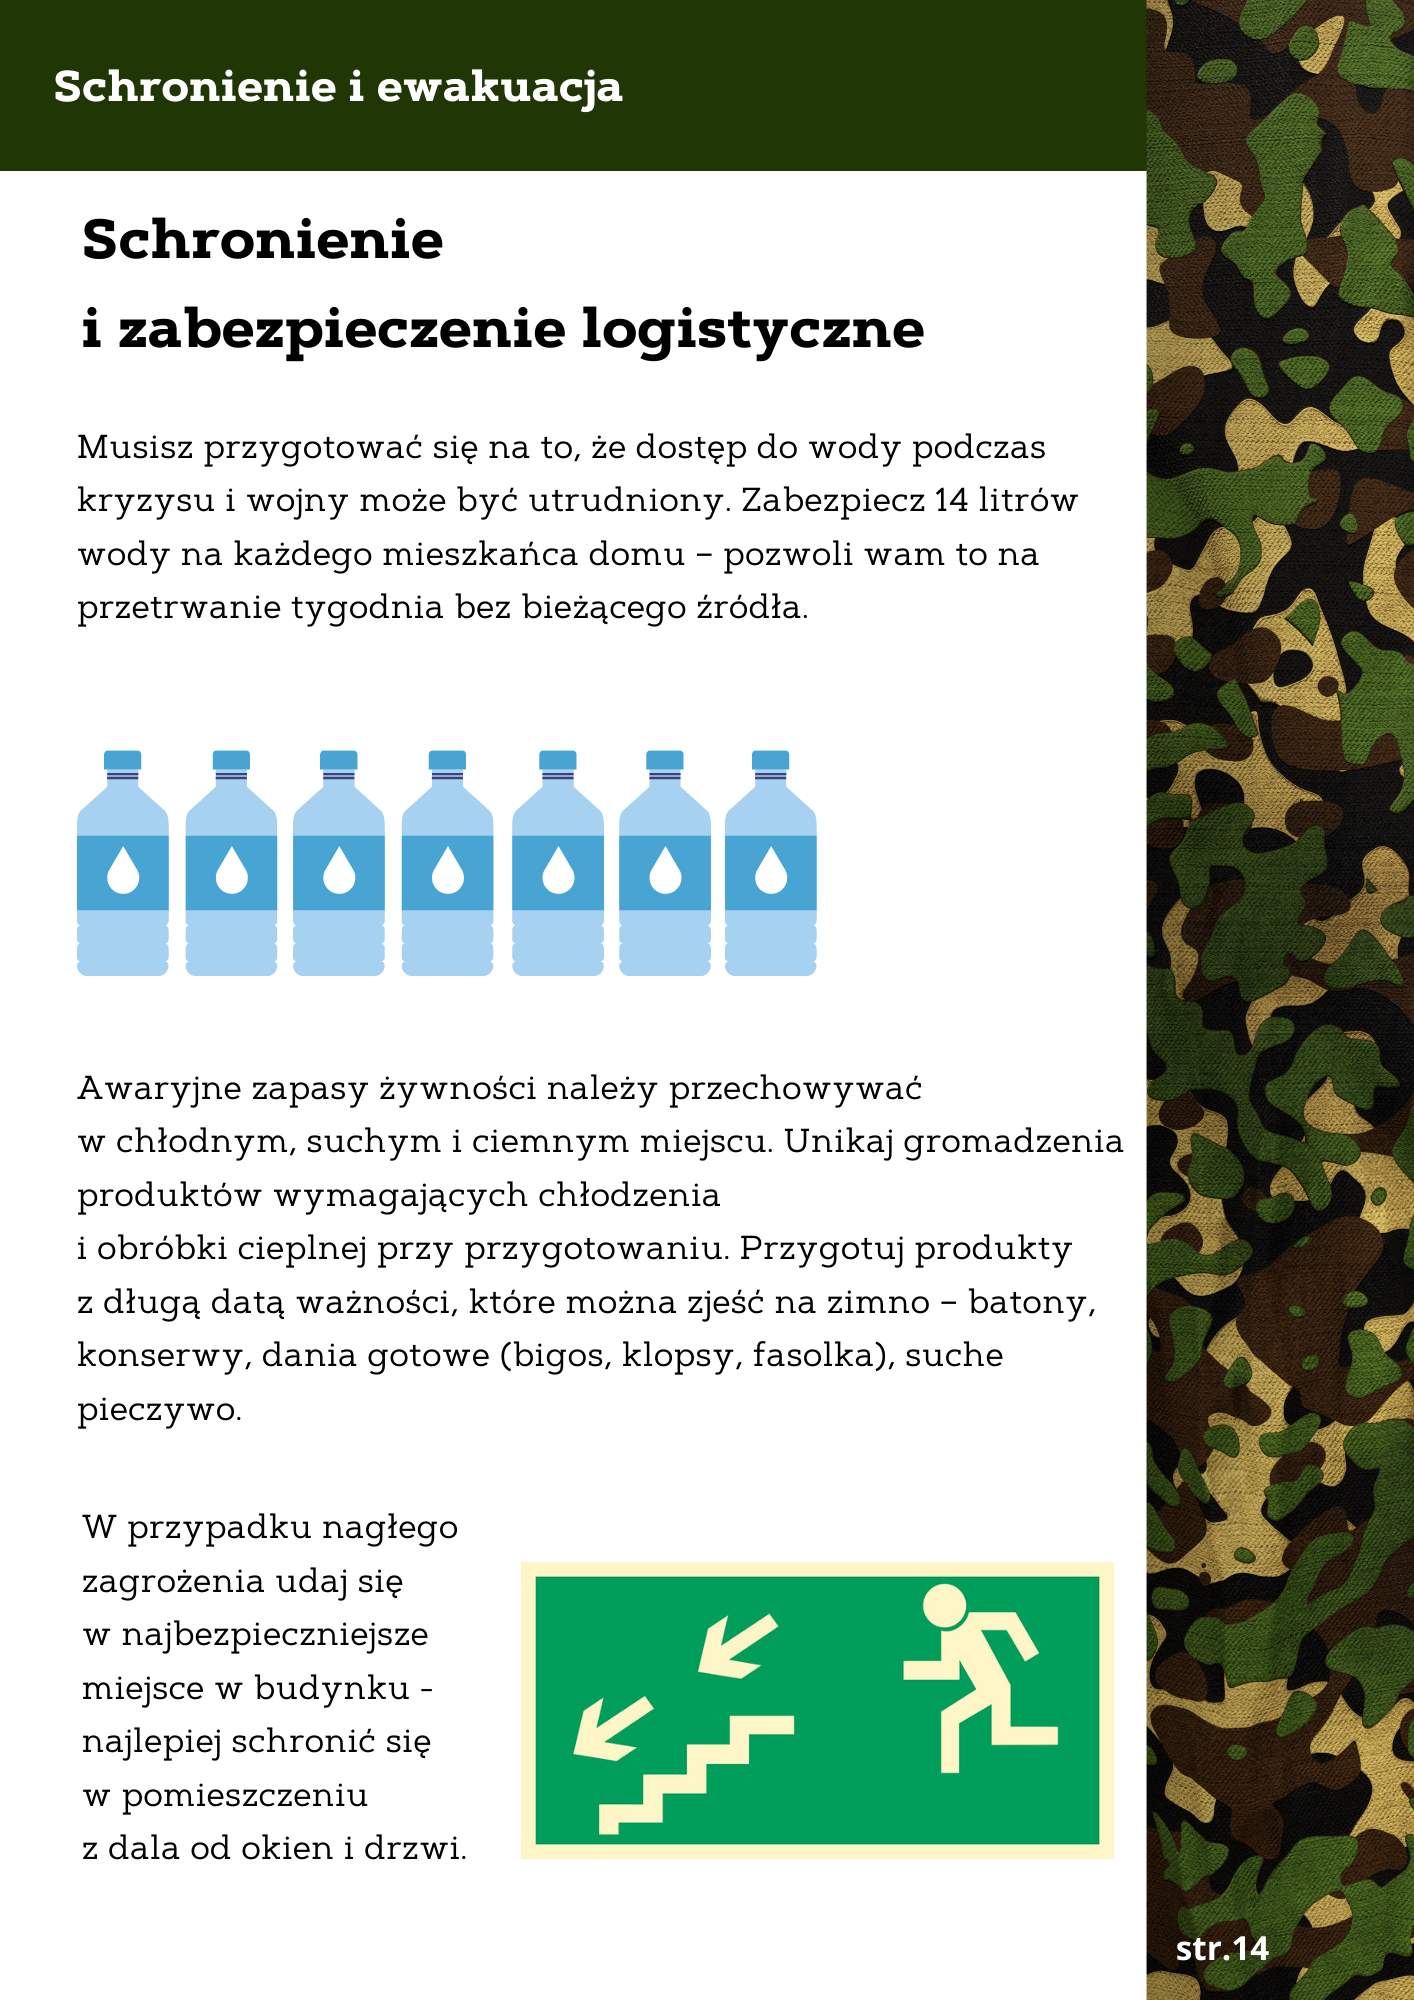 Schronienie i ewakuacja
Schronienie
i zabezpieczenie logistyczne
Musisz przygotować się na to, że dostęp do wody podczas
kryzysu i wojny może być utrudniony. Zabezpiecz 14 litrów
wody na każdego mieszkańca domu – pozwoli wam to na
przetrwanie tygodnia bez bieżącego źródła.
Awaryjne zapasy żywności należy przechowywać
w chłodnym, suchym i ciemnym miejscu. Unikaj gromadzenia
produktów wymagających chłodzenia
i obróbki cieplnej przy przygotowaniu. Przygotuj produkty
z długą datą ważności, które można zjeść na zimno – batony,
konserwy, dania gotowe (bigos, klopsy, fasolka), suche
pieczywo.
W przypadku nagłego
zagrożenia udaj się
w najbezpieczniejsze
miejsce w budynku -
najlepiej schronić się
w pomieszczeniu
z dala od okien i drzwi.
str.14